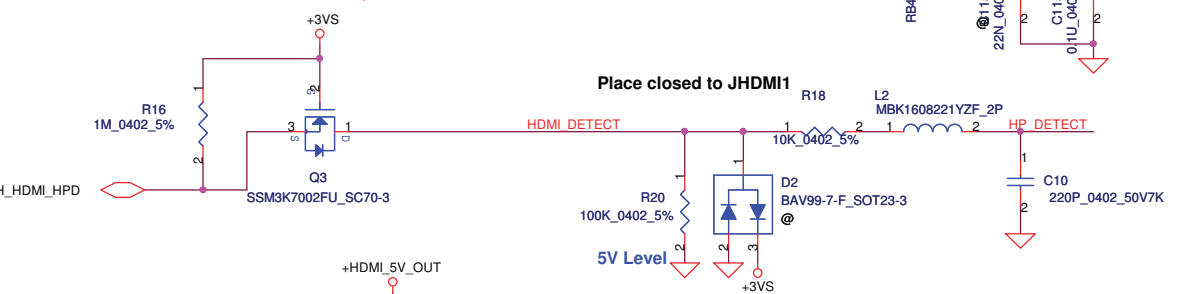 +3VS
RB4
@
22N_040
0.1U_040
2
2
Place closed to JHDMI1
1
R16
1M_0402_5%
2
G
2
3
S
1
D
Q3
SSM3K7002FU_SC70-3
H_HDMI_HPD
HDMI_DETECT
R18
1
2
10K_0402_5%
L2
MBK1608221YZF_2P
1
2
HP_DETECT
1
R20
100K_0402_5%
2
5V Level
1
D2
BAV99-7-F_SOT23-3
@
2
3
+3VS
1
C10
220P_0402_50V7K
2
+HDMI_5V_OUT